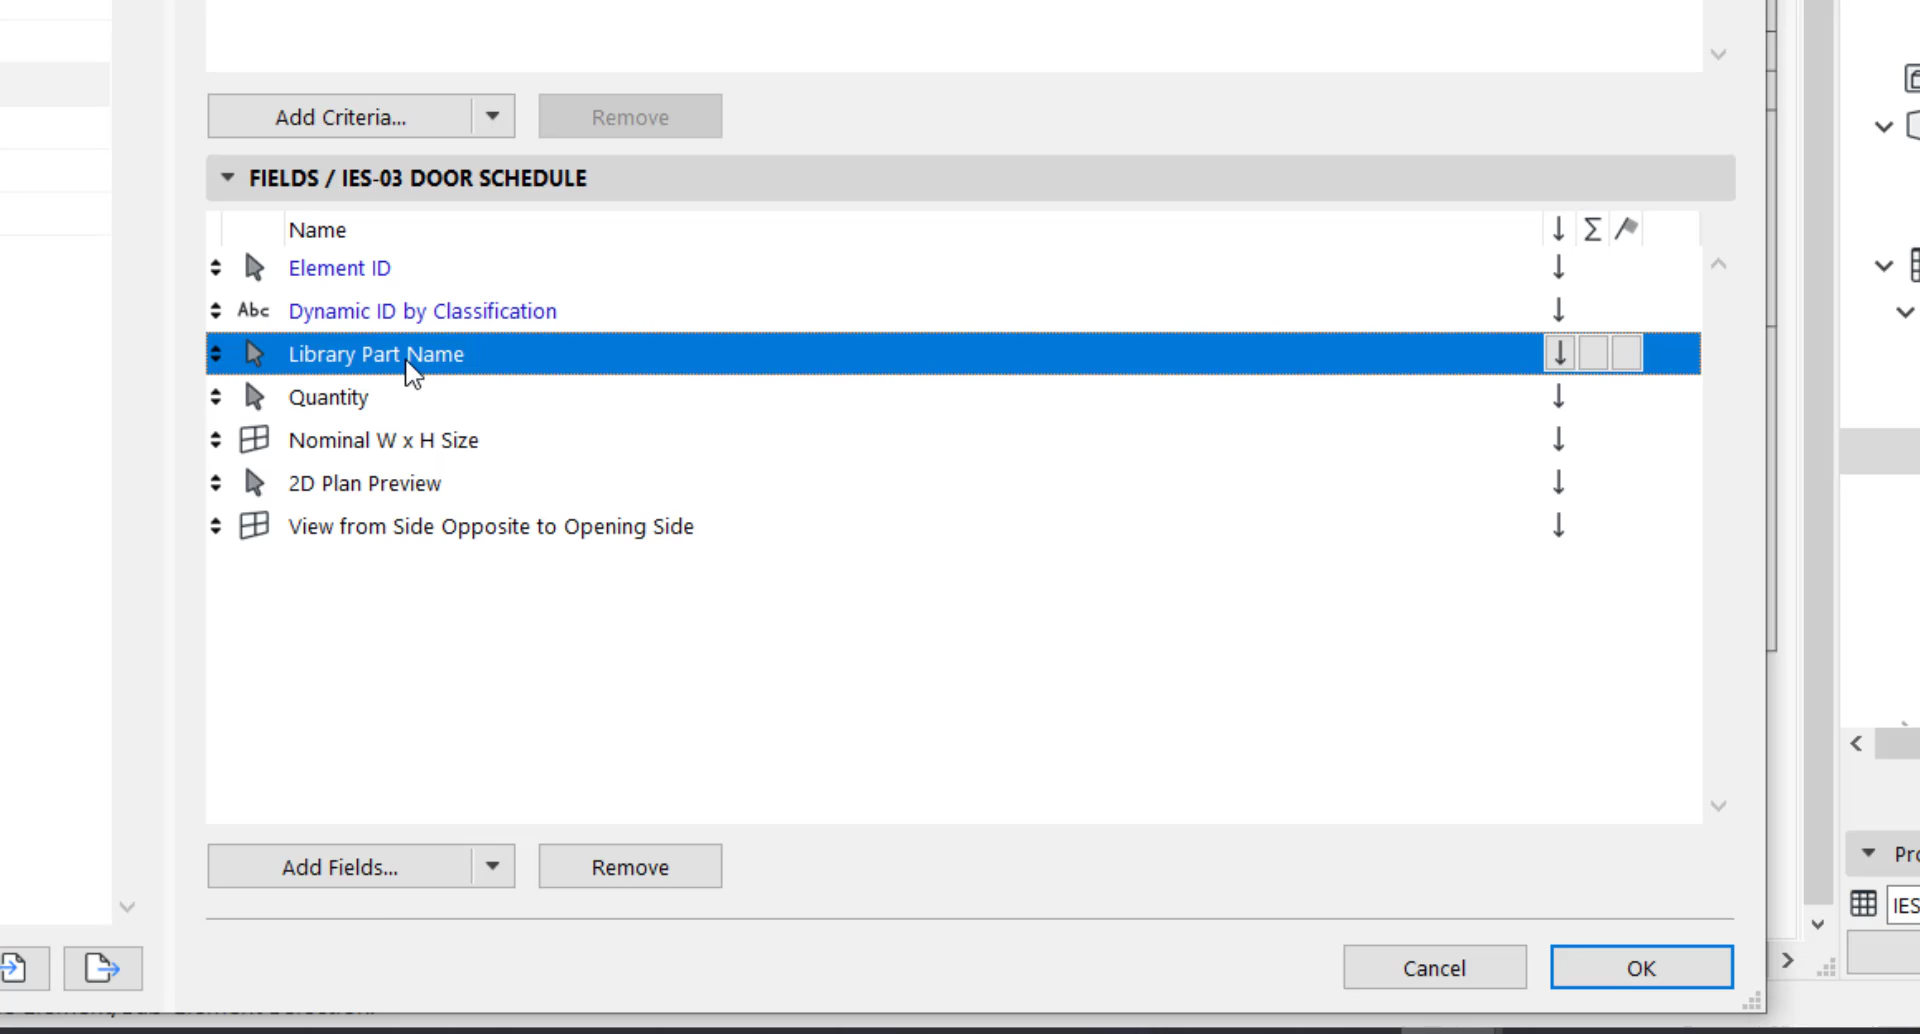 Add Criteria...
Remove
FIELDS / IES-03 DOOR SCHEDULE
Name
Element ID
Abc Dynamic ID by Classification
Library Part Name
Quantity
Nominal W x H Size
2D Plan Preview
View from Side Opposite to Opening Side
Add Fields...
Remove
Pro
IES
Cancel
OK